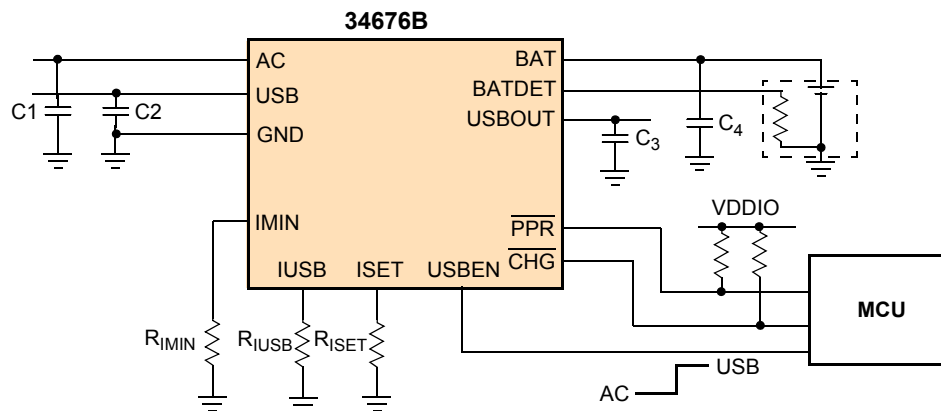 34676B
AC
BAT
BATDET
USB
USBOUT
C1
C2
GND
C3
C4
IMIN
PPR
VDDIO
CHG
IUSB
ISET
USBEN
MCU
RIMIN
RIUSB
RISET
USB
AC